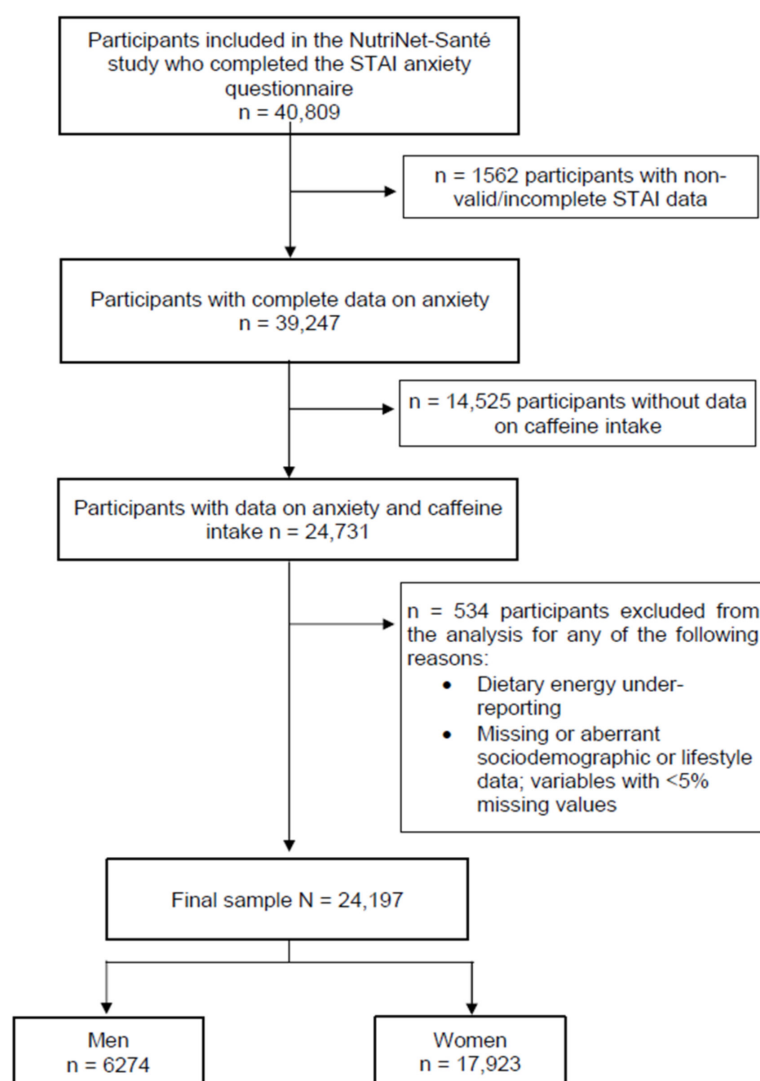 Participants included in the NutriNet-Santé
study who completed the STAI anxiety
questionnaire
n = 40,809
n = 1562 participants with non-
valid/incomplete STAI data
Participants with complete data on anxiety
n = 39,247
n = 14,525 participants without data
on caffeine intake
Participants with data on anxiety and caffeine
intake n = 24,731
n = 534 participants excluded from
the analysis for any of the following
reasons:
• Dietary energy under-
reporting
• Missing or aberrant
sociodemographic or lifestyle
data; variables with <5%
missing values
Final sample N = 24,197
Men
n = 6274
Women
n = 17,923